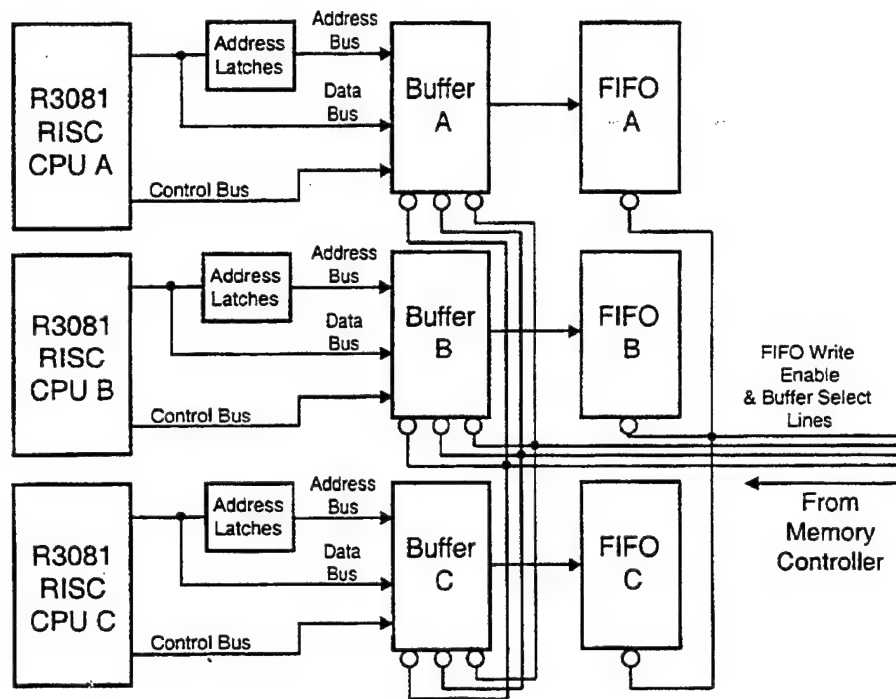 R3081
RISC
CPU A
Address
Latches
Address
Bus
Data
Bus
Control Bus
Buffer
A
FIFO
A
R3081
RISC
CPU B
Address
Latches
Address
Bus
Data
Bus
Control Bus
Buffer
B
FIFO
B
FIFO Write
Enable
& Buffer Select
Lines
From
Memory
Controller
R3081
RISC
CPU C
Address
Latches
Address
Bus
Data
Bus
Control Bus
Buffer
C
FIFO
C